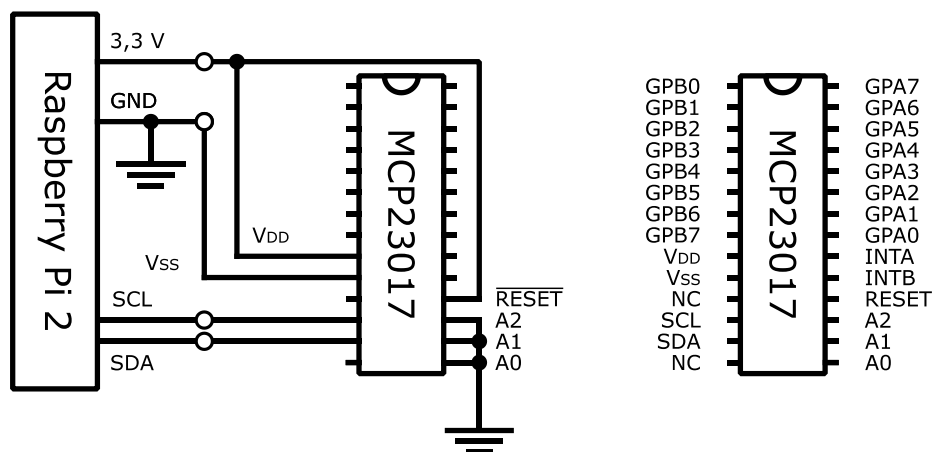 Raspberry Pi 2
3,3 V
GND
VDD
VSS
SCL
SDA
MCP23017
RESET
A2
A1
A0
GPB0
GPB1
GPB2
GPB3
GPB4
GPB5
GPB6
GPB7
VDD
VSS
NC
SCL
SDA
NC
MCP23017
GPA7
GPA6
GPA5
GPA4
GPA3
GPA2
GPA1
GPA0
INTA
INTB
RESET
A2
A1
A0